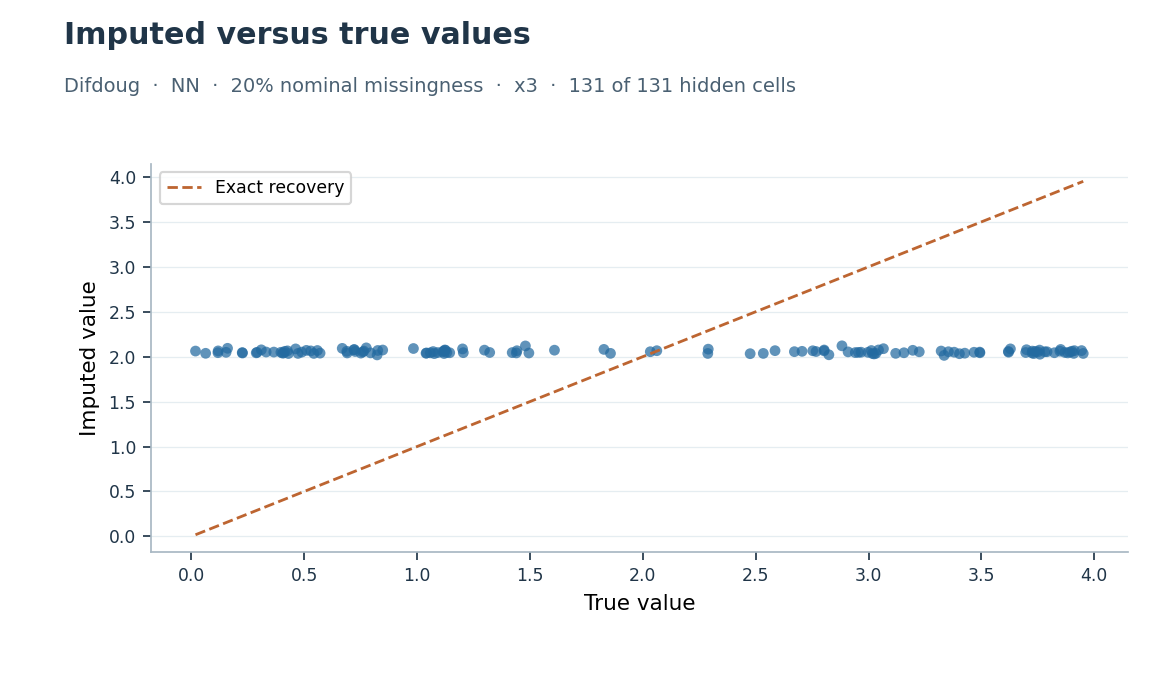 Imputed versus true values
Difdoug · NN · 20% nominal missingness · x3 · 131 of 131 hidden cells
Exact recovery
4.0
3.5
3.0
2.5
2.0
1.5
1.0
0.5
0.0
Imputed value
0.0 0.5 1.0 1.5 2.0 2.5 3.0 3.5 4.0
True value